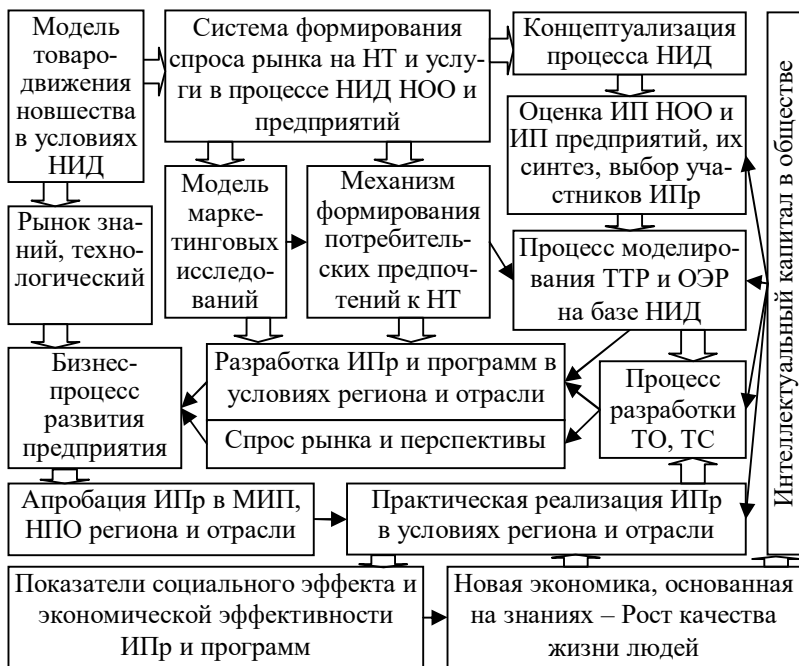 Модель
товаро-
движения
новшества
в условиях
НИД
Система формирования
спроса рынка на НТ и услу-
ги в процессе НИД НОО и
предприятий
Концептуализация
процесса НИД
Оценка ИП НОО и
ИП предприятий, их
синтез, выбор уча-
стников ИПр
Модель
марке-
тинговых
исследо-
ваний
Механизм
формирования
потребитель-
ских предпоч-
тений к НТ
Рынок зна-
ний, техно-
логический
Процесс моделиро-
вания ТТР и ОЭР
на базе НИД
Бизнес-
процесс
развития
предприятия
Разработка ИПр и программ в
условиях региона и отрасли
Спрос рынка и перспективы
Процесс
разработки
ТО, ТС
Апробация ИПр в МИП,
НПО региона и отрасли
Практическая реализация ИПр
в условиях региона и отрасли
Показатели социального эффекта и
экономической эффективности
ИПр и программ
Новая экономика, основанная
на знаниях – Рост качества
жизни людей
Интеллектуальный капитал в обществе